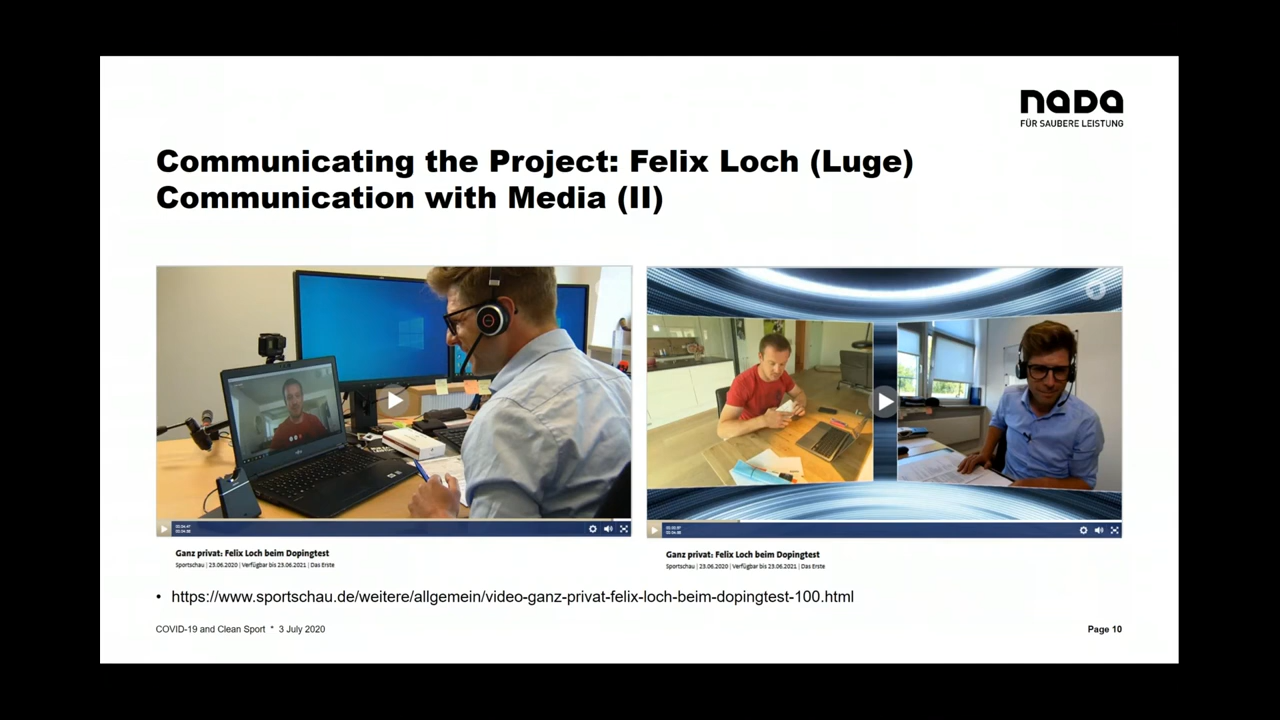 naDa
FÜR SAUBERE LEISTUNG
Communicating the Project: Felix Loch (Luge)
Communication with Media (II)
Ganz privat: Felix Loch beim Dopingtest
Sportschau | 23.06.2020 | Verfügbar bis 23.06.2021 | Das Erste
Ganz privat: Felix Loch beim Dopingtest
Sportschau | 23.06.2020 | Verfügbar bis 23.06.2021 | Das Erste
• https://www.sportschau.de/weitere/allgemein/video-ganz-privat-felix-loch-beim-dopingtest-100.html
COVID-19 and Clean Sport * 3 July 2020
Page 10